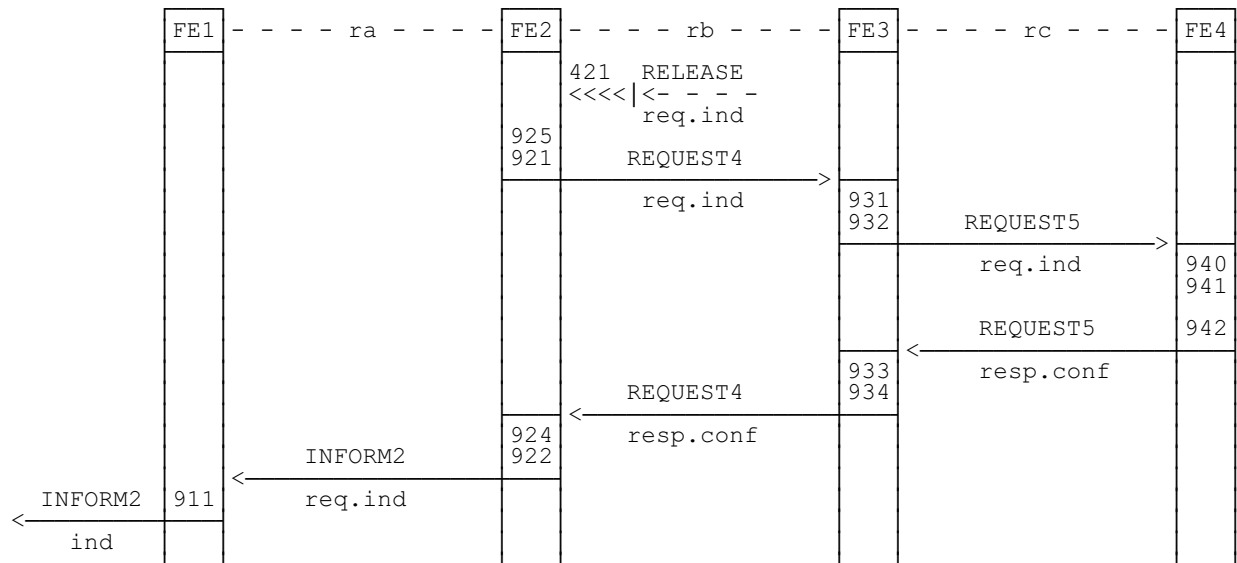 FE1 - - - - ra - - - - FE2 - - - - rb - - - - FE3 - - - - rc - - - - FE4
421 RELEASE
<<<<|<- - - -
req.ind
925
921 REQUEST4
req.ind 931
932 REQUEST5
req.ind 940
941
REQUEST5 942
933 resp.conf
REQUEST4 934
924 resp.conf
INFORM2 922
INFORM2 911 req.ind
ind